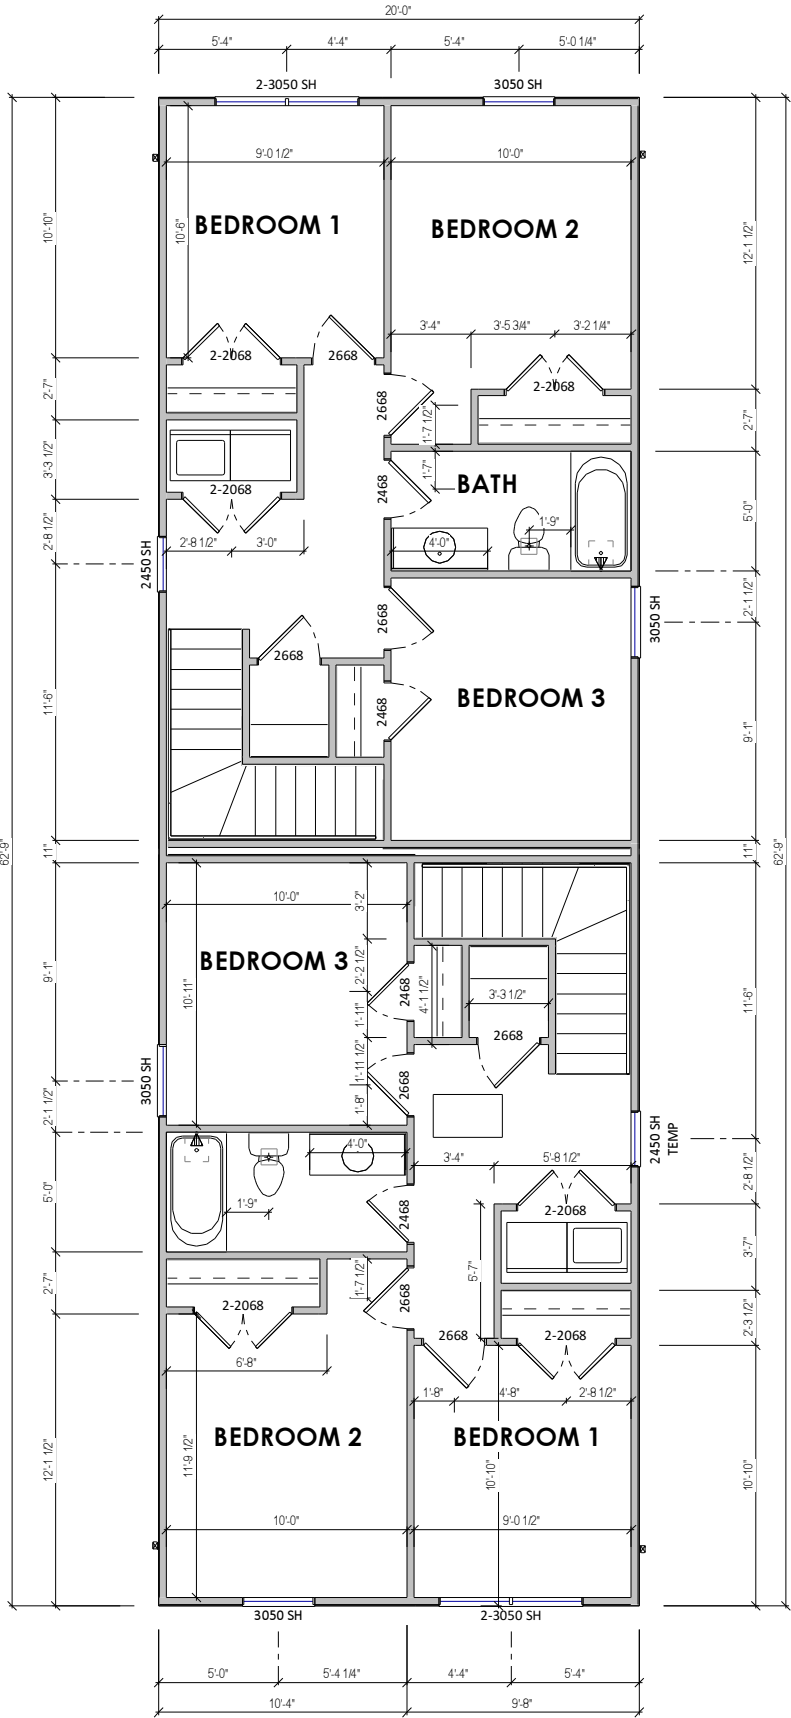 20'-0"
5'-4" 4'-4" 5'-4" 5'-0 1/4"
2-3050 SH 3050 SH
9'-0 1/2" 10'-0"
BEDROOM 1 BEDROOM 2
10'-6"
10'-10" 12'-1 1/2"
3'-4" 3'-5 3/4" 3'-2 1/4"
2-2068 2668 2-2068
2'-7" 2668 1'-7 1/2" 2'-7"
3'-3 1/2" 1'-7"
2-2068 2468 BATH
2'-8 1/2" 5'-0"
1'-9"
2'-8 1/2" 3'-0" 4'-0"
2450 SH
2668 3050 SH 2'-1 1/2"
2668
11'-6" 2468 BEDROOM 3 9'-1"
62'-9" 11" 11" 62'-9"
10'-0" 3'-2"
BEDROOM 3
9'-1" 10'-11" 2'-2 1/2" 2468 4'-1 1/2" 3'-3 1/2" 11'-6"
1'-11" 2668
3050 SH 1'-11 1/2" 2668
2'-1 1/2" 1'-8" 2450 SH
TEMP
4'-0" 3'-4" 5'-8 1/2"
5'-0" 1'-9" 2468 2-2068 2'-8 1/2"
3'-7"
5'-7"
2'-7" 1'-7 1/2" 2668
2-2068 2668 2-2068 2'-3 1/2"
6'-8"
1'-8" 4'-8" 2'-8 1/2"
BEDROOM 2 BEDROOM 1
12'-1 1/2" 11'-9 1/2" 10'-10" 10'-10"
10'-0" 9'-0 1/2"
3050 SH 2-3050 SH
5'-0" 5'-4 1/4" 4'-4" 5'-4"
10'-4" 9'-8"